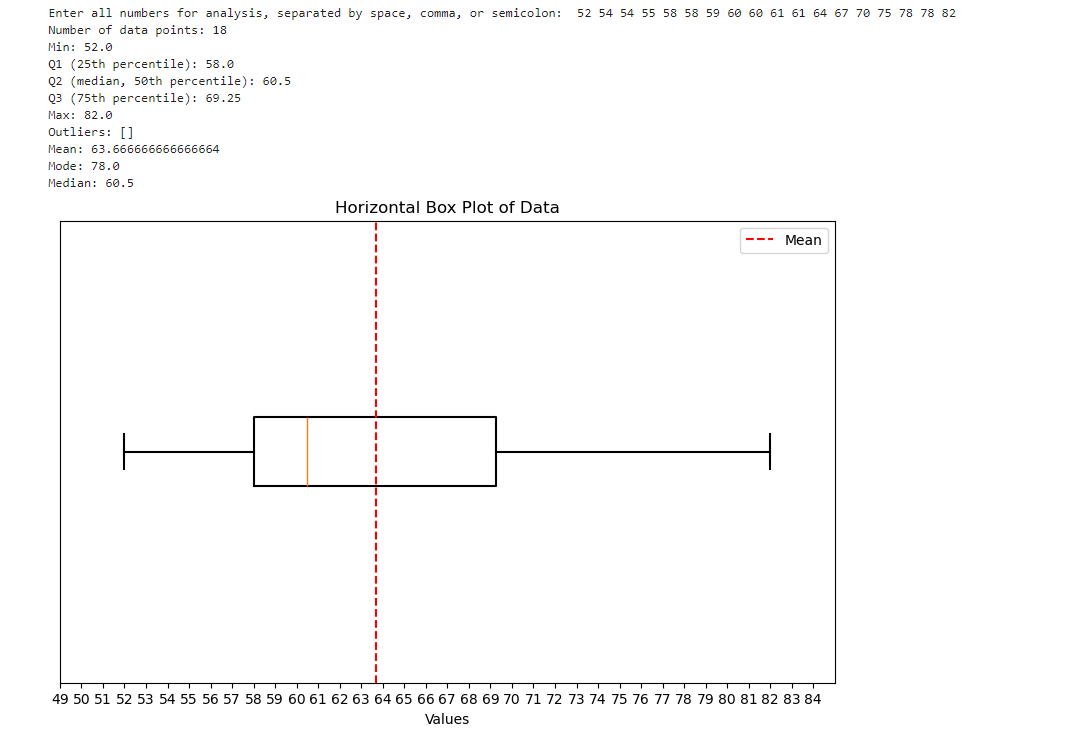 Enter all numbers for analysis, separated by space, comma, or semicolon:  52 54 54 55 58 58 59 60 60 61 61 64 67 70 75 78 78 82
Number of data points: 18
Min: 52.0
Q1 (25th percentile): 58.0
Q2 (median, 50th percentile): 60.5
Q3 (75th percentile): 69.25
Max: 82.0
Outliers: []
Mean: 63.666666666666664
Mode: 78.0
Median: 60.5
Horizontal Box Plot of Data
Mean
49 50 51 52 53 54 55 56 57 58 59 60 61 62 63 64 65 66 67 68 69 70 71 72 73 74 75 76 77 78 79 80 81 82 83 84
Values